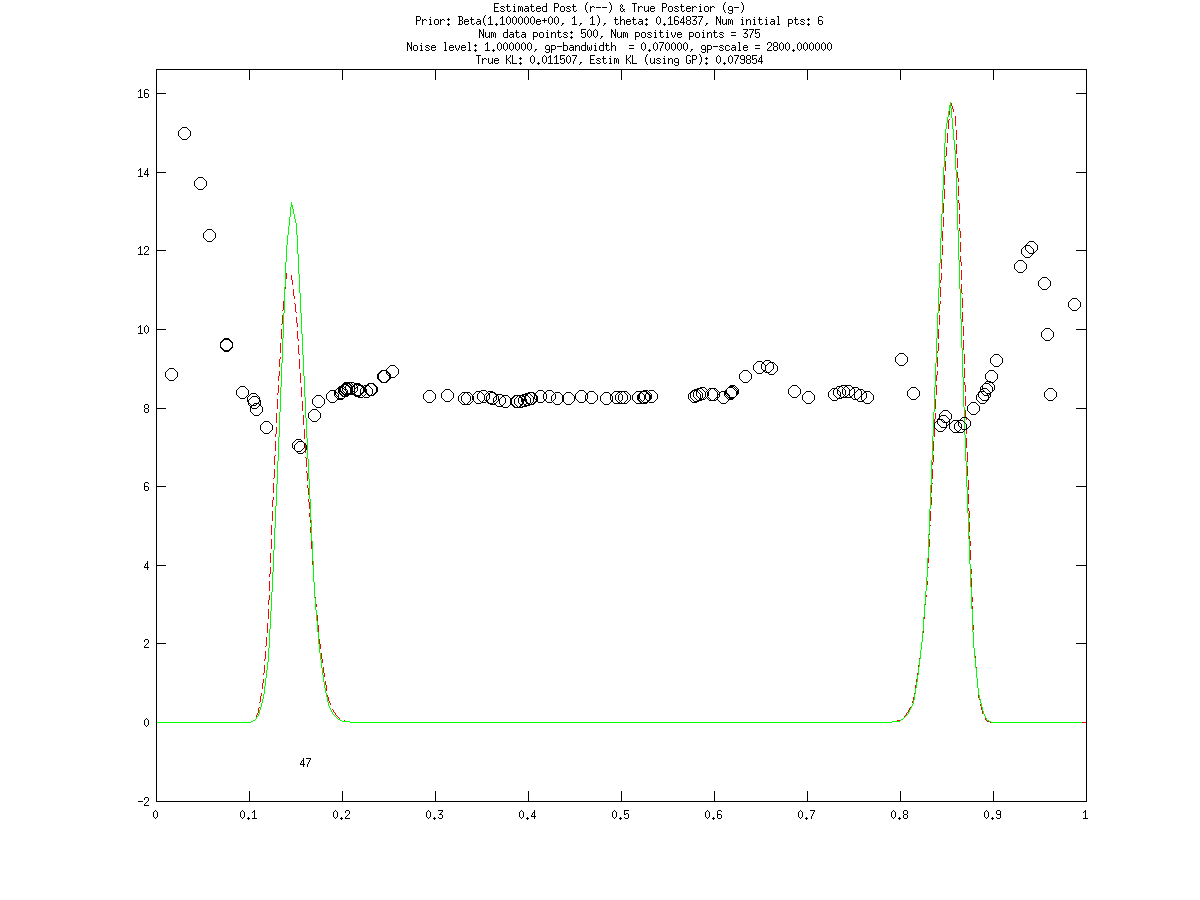 Estimated Post (r--) & True Posterior (g-)
Prior: Beta(1.100000e+00, 1, 1), theta: 0.164837, Num initial pts: 6
Num data points: 500, Num positive points = 375
Noise level: 1.000000, gp-bandwidth  = 0.070000, gp-scale = 2800.000000
True KL: 0.011507, Estim KL (using GP): 0.079854
16
14
12
10
8
6
4
2
0
47
-2
0 0.1 0.2 0.3 0.4 0.5 0.6 0.7 0.8 0.9 1